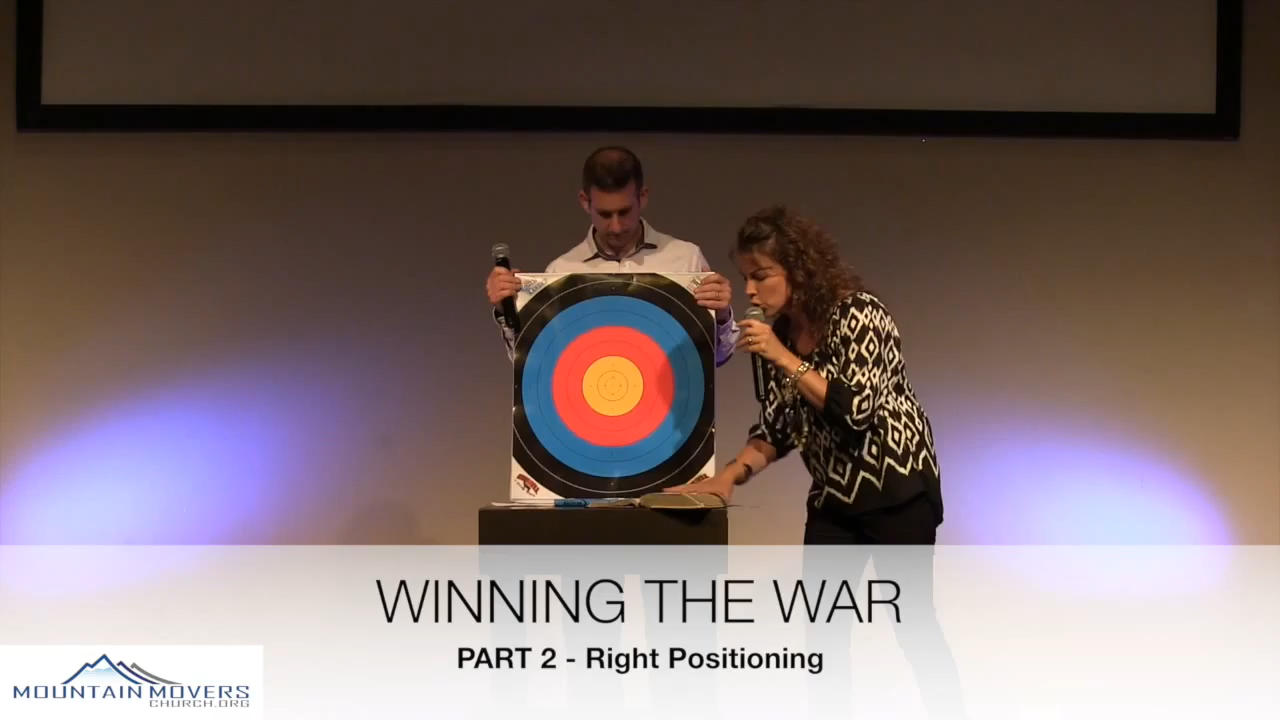 WINNING THE WAR
PART 2 - Right Positioning
MOUNTAIN MOVERS
CHURCH.ORG